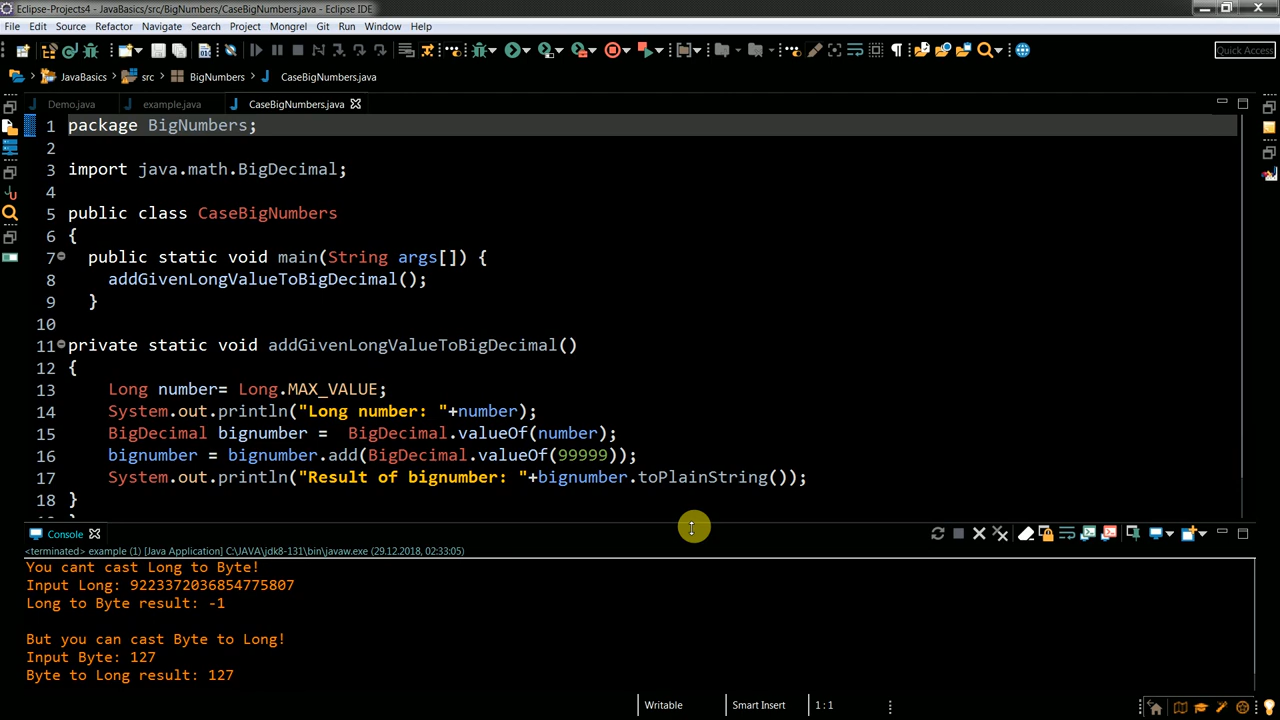 Eclipse-Projects4 - JavaBasics/src/BigNumbers/CaseBigNumbers.java - Eclipse IDE
File Edit Source Refactor Navigate Search Project Mongrel Git Run Window Help
Quick Access
JavaBasics src BigNumbers CaseBigNumbers.java
Demo.java example.java CaseBigNumbers.java
1 package BigNumbers;
2
3 import java.math.BigDecimal;
4
5 public class CaseBigNumbers
6 {
7 public static void main(String args[]) {
8 addGivenLongValueToBigDecimal();
9 }
10
11 private static void addGivenLongValueToBigDecimal()
12 {
13 Long number= Long.MAX_VALUE;
14 System.out.println("Long number: "+number);
15 BigDecimal bignumber =  BigDecimal.valueOf(number);
16 bignumber = bignumber.add(BigDecimal.valueOf(99999));
17 System.out.println("Result of bignumber: "+bignumber.toPlainString());
18 }
Console
<terminated> example (1) [Java Application] C:\JAVA\jdk8-131\bin\javaw.exe (29.12.2018, 02:33:05)
You cant cast Long to Byte!
Input Long: 9223372036854775807
Long to Byte result: -1
But you can cast Byte to Long!
Input Byte: 127
Byte to Long result: 127
Writable Smart Insert 1 : 1